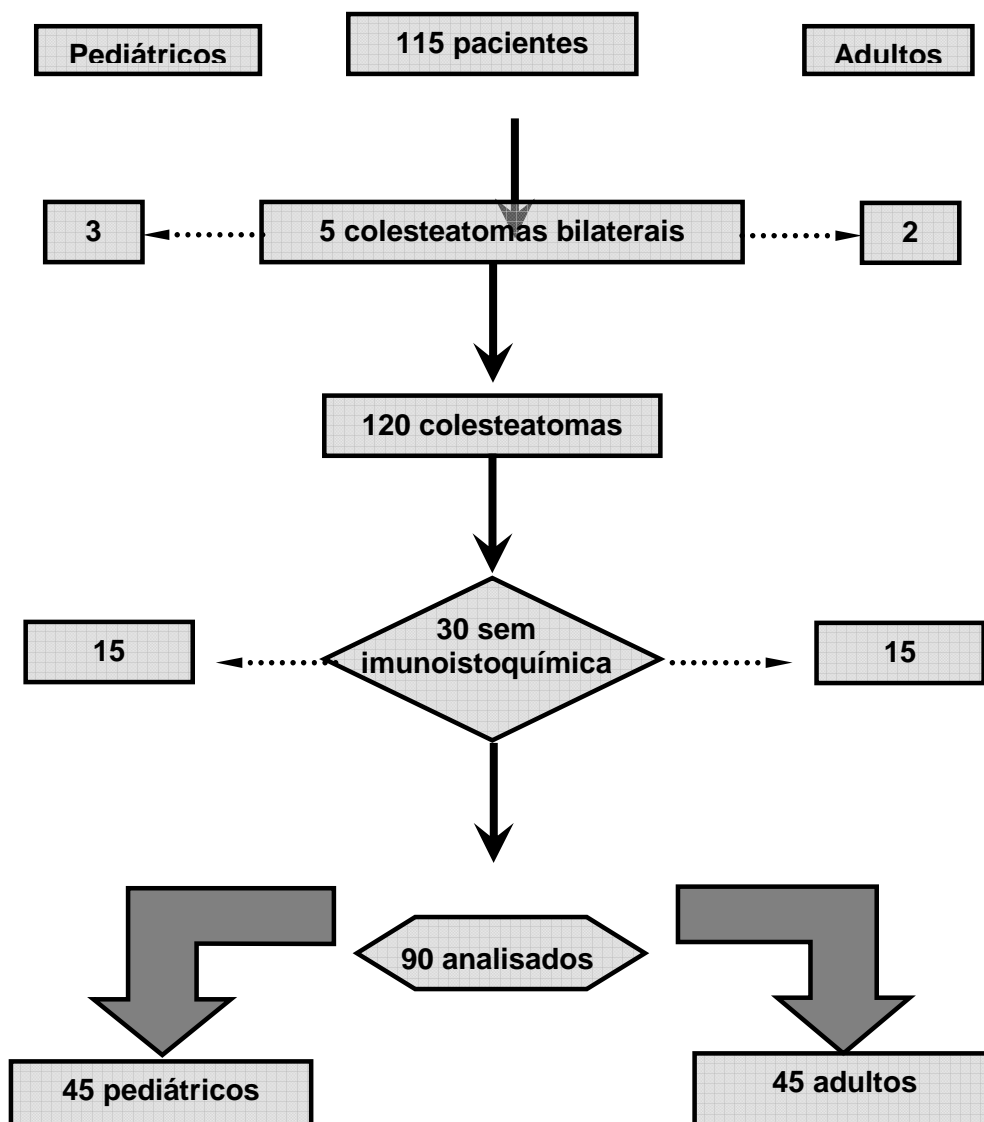 Pediátricos
115 pacientes
Adultos
3
5 colesteatomas bilaterais
2
120 colesteatomas
15
30 sem
imunoistoquímica
15
90 analisados
45 pediátricos
45 adultos